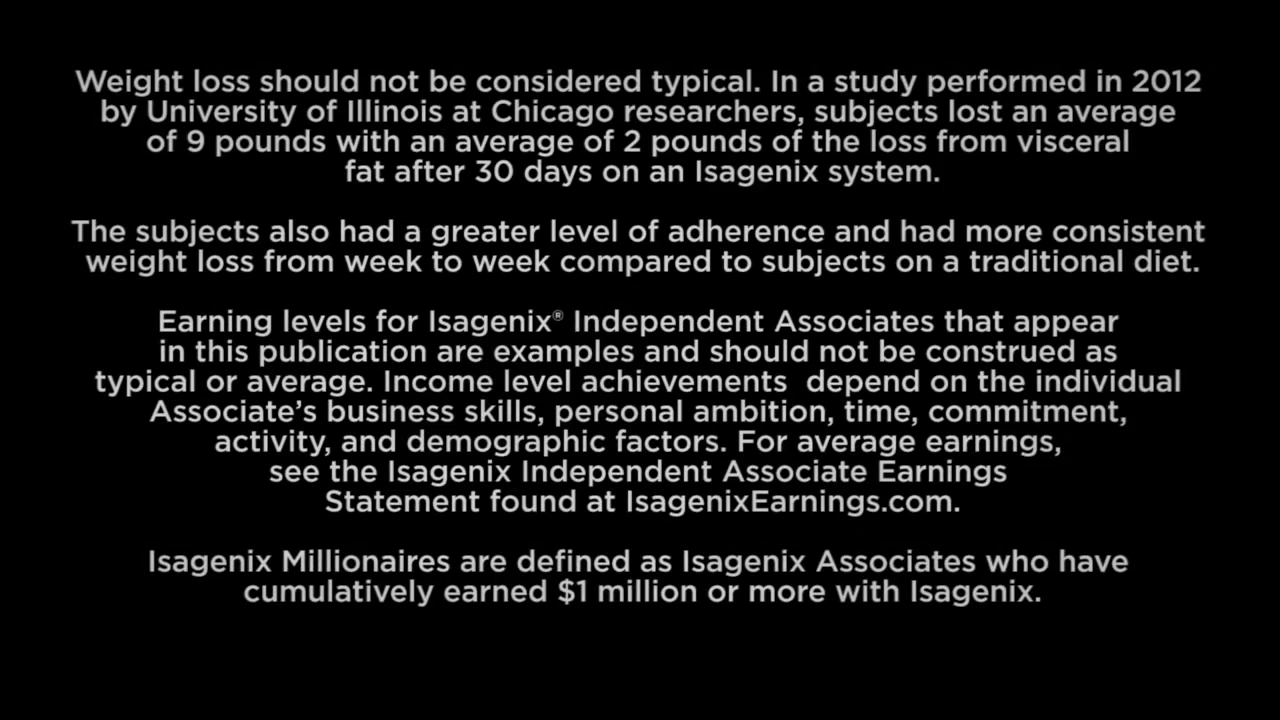 Weight loss should not be considered typical. In a study performed in 2012
by University of Illinois at Chicago researchers, subjects lost an average
of 9 pounds with an average of 2 pounds of the loss from visceral
fat after 30 days on an Isagenix system.
The subjects also had a greater level of adherence and had more consistent
weight loss from week to week compared to subjects on a traditional diet.
Earning levels for Isagenix® Independent Associates that appear
in this publication are examples and should not be construed as
typical or average. Income level achievements  depend on the individual
Associate’s business skills, personal ambition, time, commitment,
activity, and demographic factors. For average earnings,
see the Isagenix Independent Associate Earnings
Statement found at IsagenixEarnings.com.
Isagenix Millionaires are defined as Isagenix Associates who have
cumulatively earned $1 million or more with Isagenix.